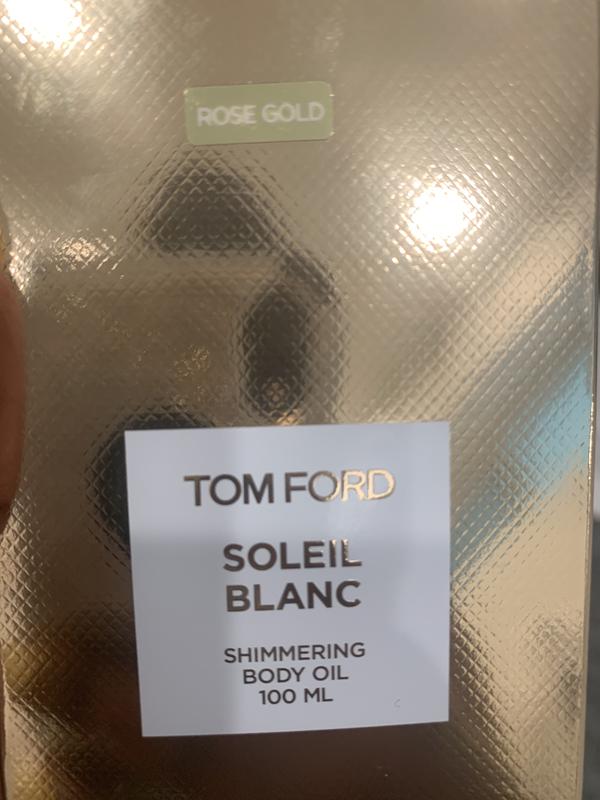 ROSE GOLD
TOM FORD
SOLEIL
BLANC
SHIMMERING
BODY OIL
100 ML